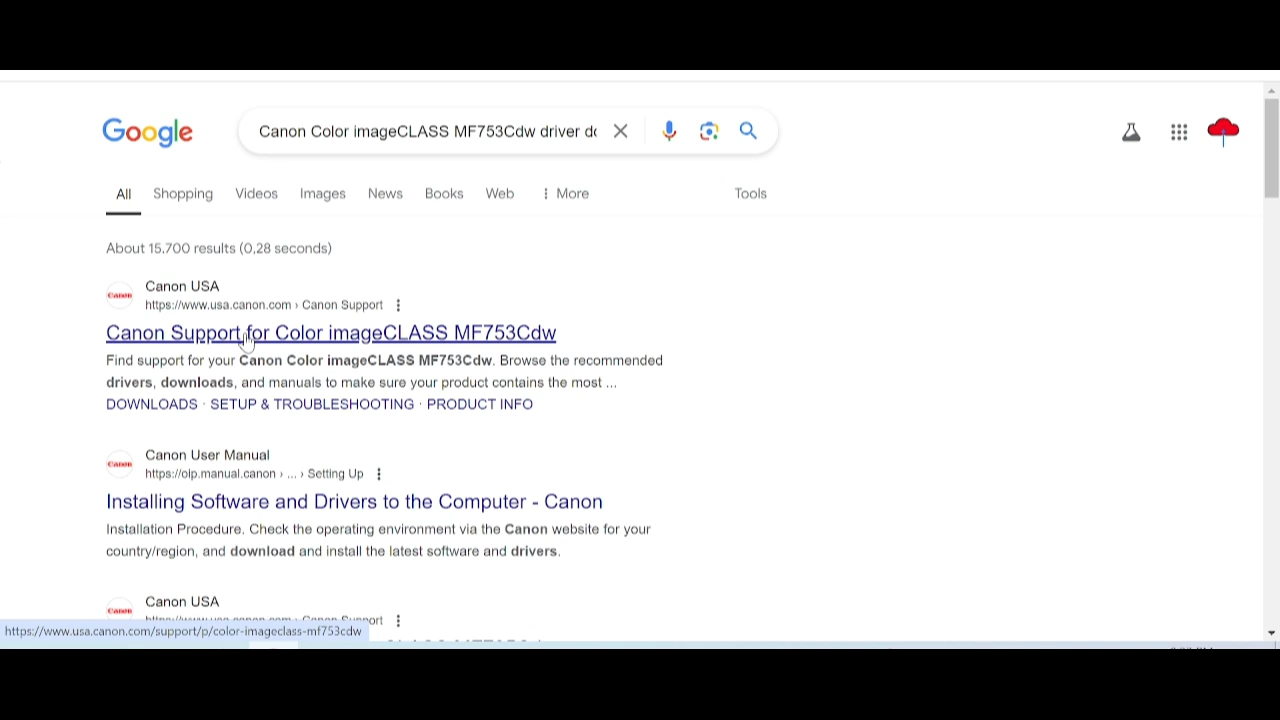 Google
Canon Color imageCLASS MF753Cdw driver do
All Shopping Videos Images News Books Web More Tools
About 15.700 results (0,28 seconds)
Canon
Canon USA
https://www.usa.canon.com › Canon Support
Canon Support for Color imageCLASS MF753Cdw
Find support for your Canon Color imageCLASS MF753Cdw. Browse the recommended
drivers, downloads, and manuals to make sure your product contains the most ...
DOWNLOADS · SETUP & TROUBLESHOOTING · PRODUCT INFO
Canon
Canon User Manual
https://oip.manual.canon › ... › Setting Up
Installing Software and Drivers to the Computer - Canon
Installation Procedure. Check the operating environment via the Canon website for your
country/region, and download and install the latest software and drivers.
Canon
Canon USA
https://www.usa.canon.com/support/p/color-imageclass-mf753cdw